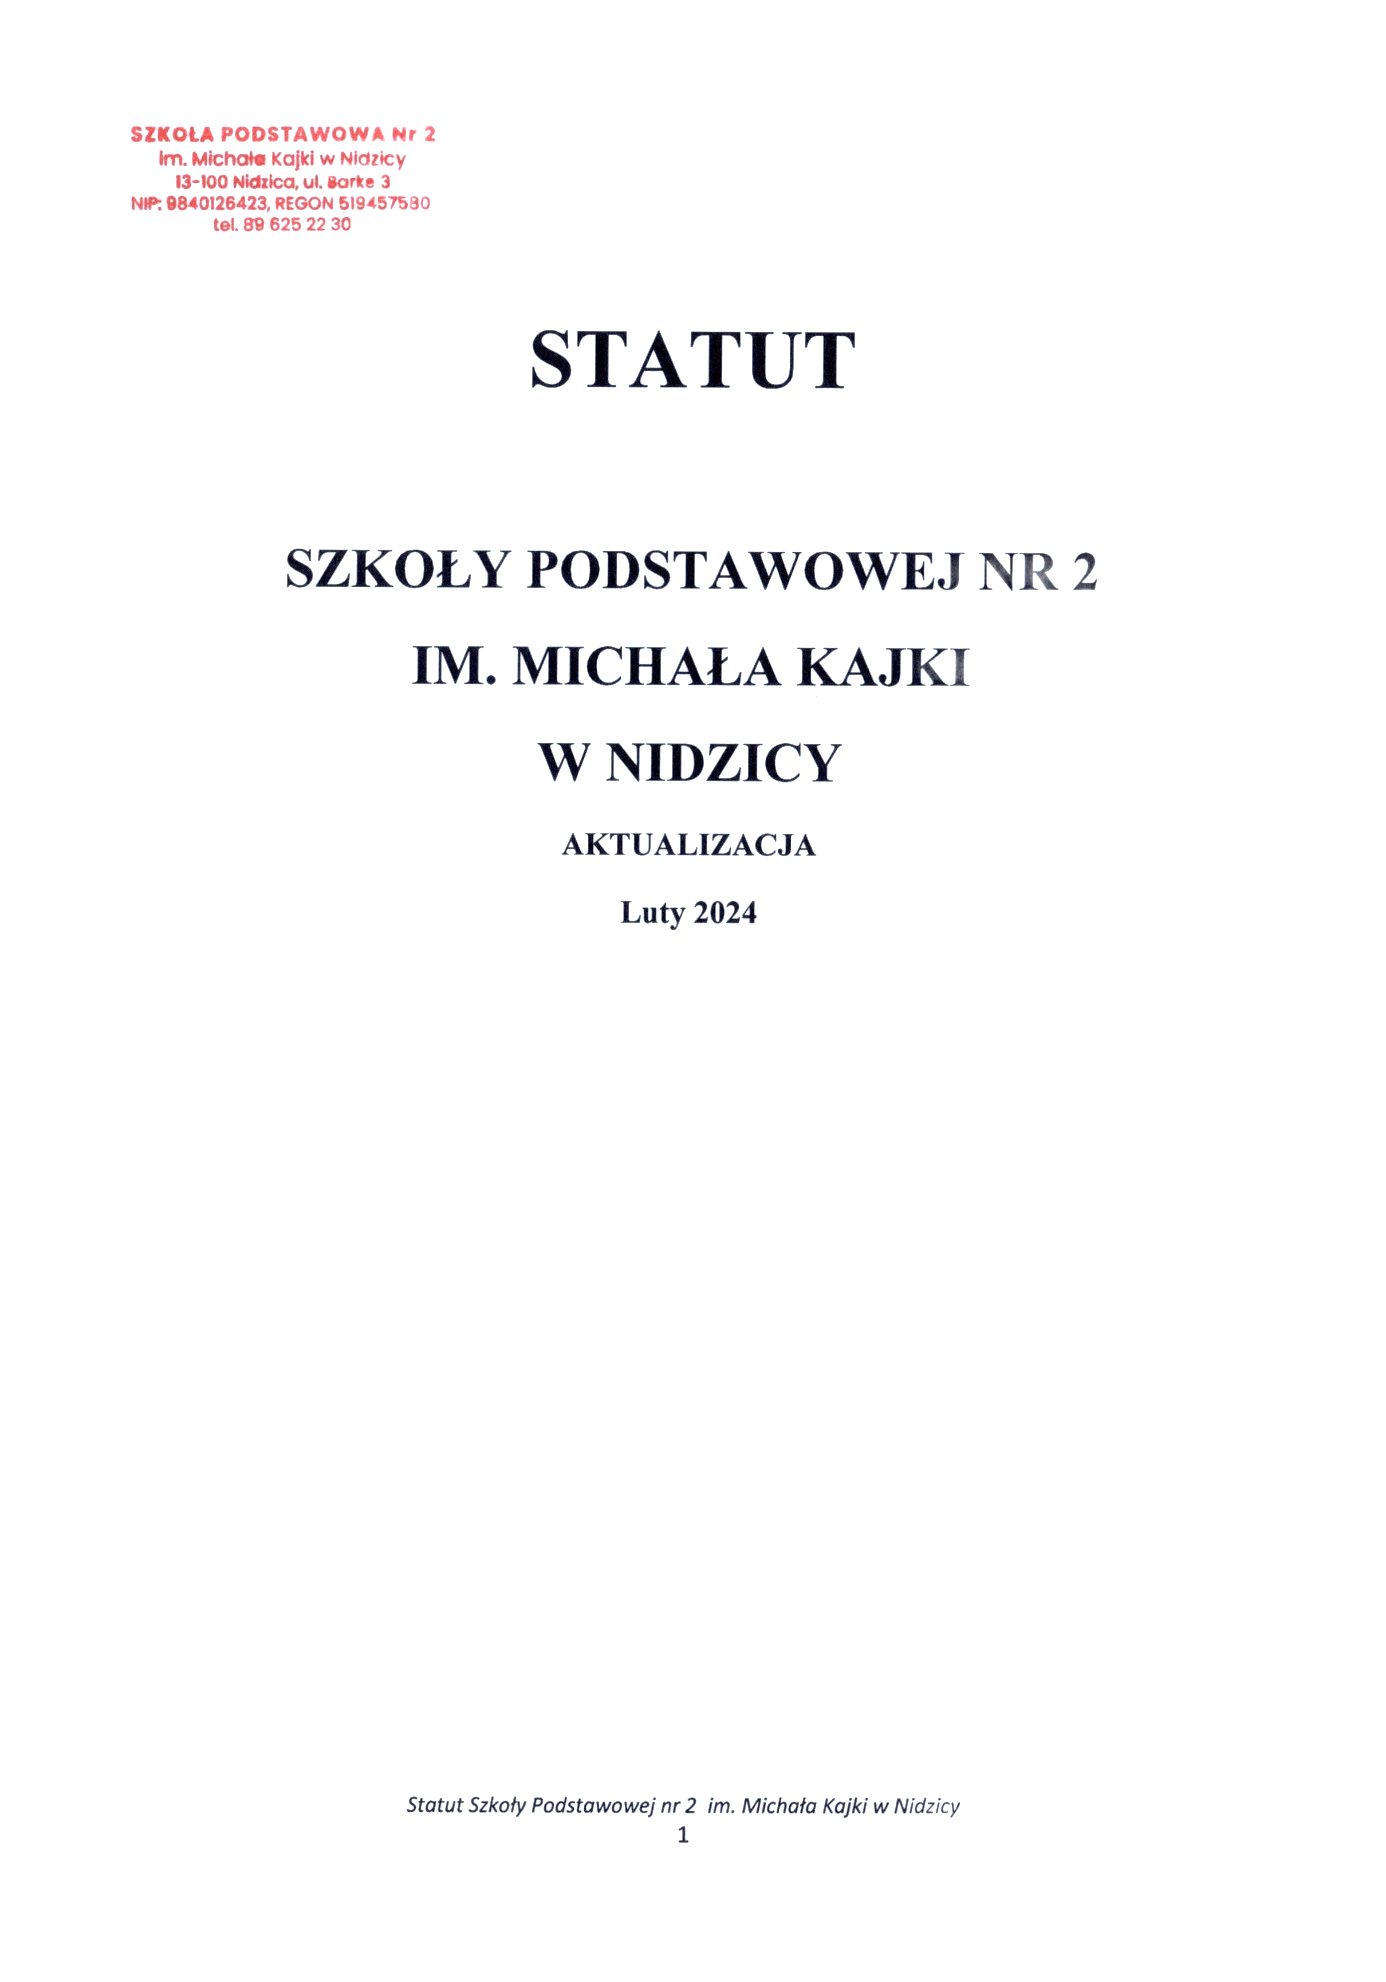 SZKOŁA PODSTAWOWA Nr 2
im. Michała Kajki w Nidzicy
13-100 Nidzica, ul. Barke 3
NIP: 9840126423, REGON 519457580
tel. 89 625 22 30
STATUT
SZKOŁY PODSTAWOWEJ NR 2
IM. MICHAŁA KAJKI
W NIDZICY
AKTUALIZACJA
Luty 2024
Statut Szkoły Podstawowej nr 2 im. Michała Kajki w Nidzicy
1